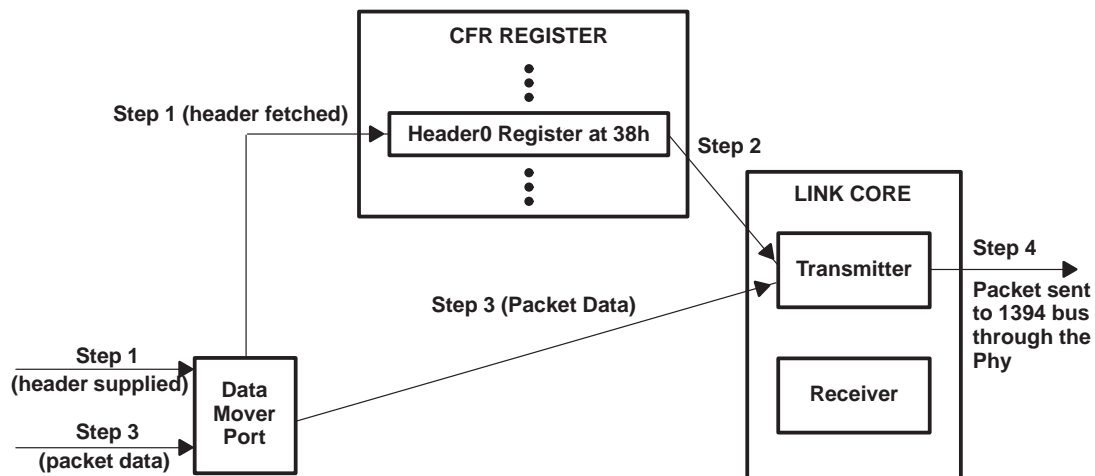 CFR REGISTER
Step 1 (header fetched)
Header0 Register at 38h
Step 2
LINK CORE
Transmitter
Step 4
Packet sent
to 1394 bus
through the
Phy
Step 3 (Packet Data)
Receiver
Step 1
(header supplied)
Data
Mover
Port
Step 3
(packet data)